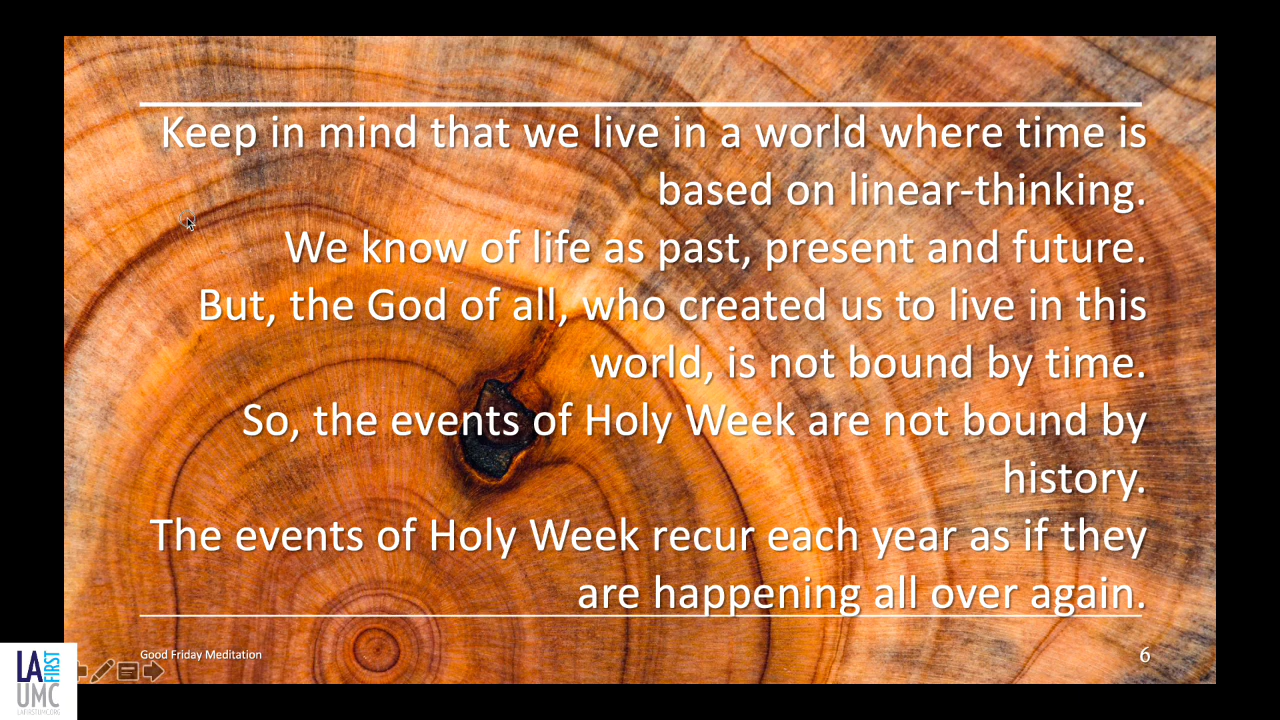 Keep in mind that we live in a world where time is
based on linear-thinking.
We know of life as past, present and future.
But, the God of all, who created us to live in this
world, is not bound by time.
So, the events of Holy Week are not bound by
history.
The events of Holy Week recur each year as if they
are happening all over again.
Good Friday Meditation
6
LA FIRST
UMC
LAFIRSTUMC.ORG